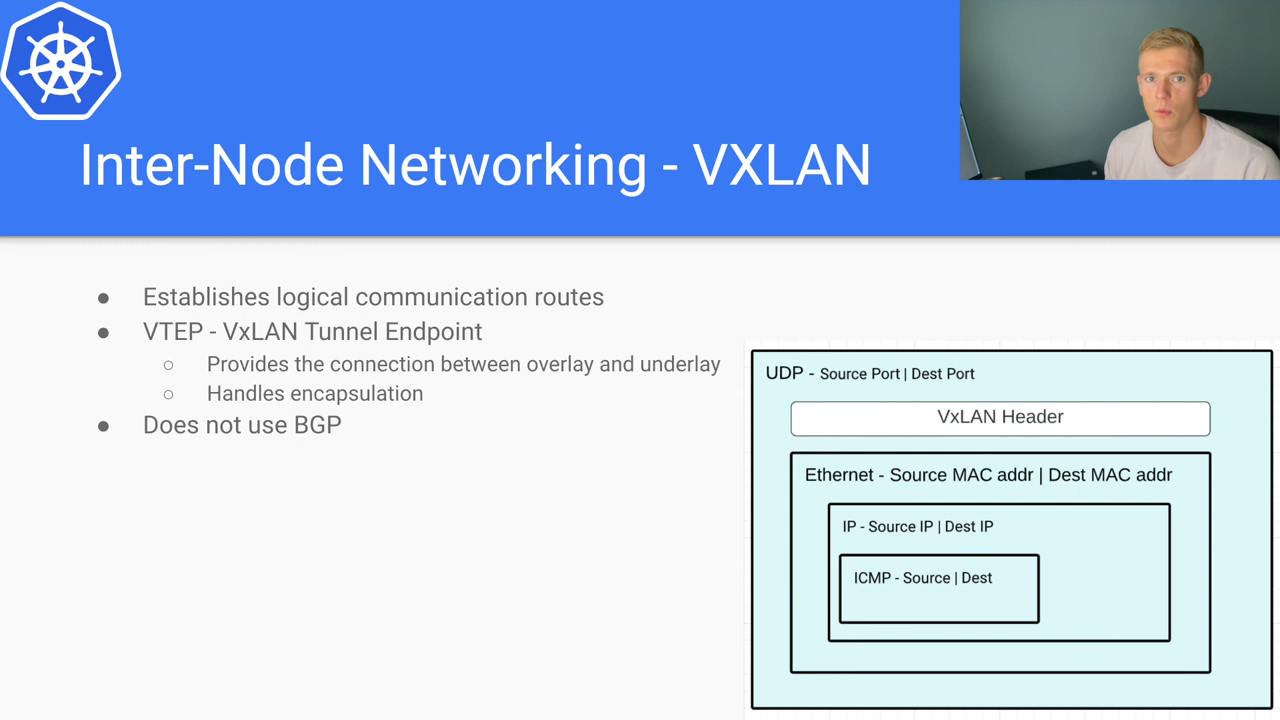 Inter-Node Networking - VXLAN
● Establishes logical communication routes
● VTEP - VxLAN Tunnel Endpoint
○ Provides the connection between overlay and underlay
○ Handles encapsulation
● Does not use BGP
UDP - Source Port | Dest Port
VxLAN Header
Ethernet - Source MAC addr | Dest MAC addr
IP - Source IP | Dest IP
ICMP - Source | Dest